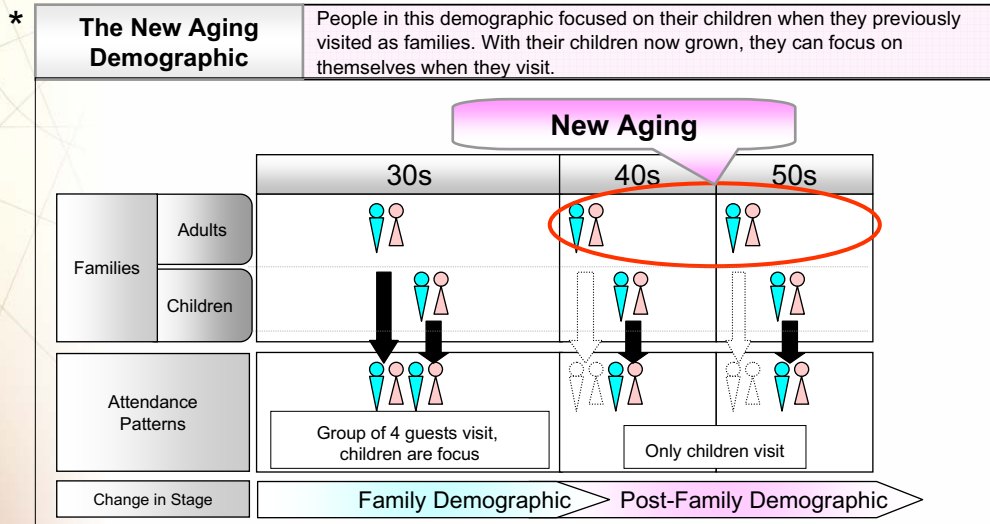 *
The New Aging
Demographic
People in this demographic focused on their children when they previously
visited as families. With their children now grown, they can focus on
themselves when they visit.
New Aging
30s 40s 50s
Families
Adults
Children
Attendance
Patterns
Group of 4 guests visit,
children are focus
Only children visit
Change in Stage
Family Demographic
Post-Family Demographic